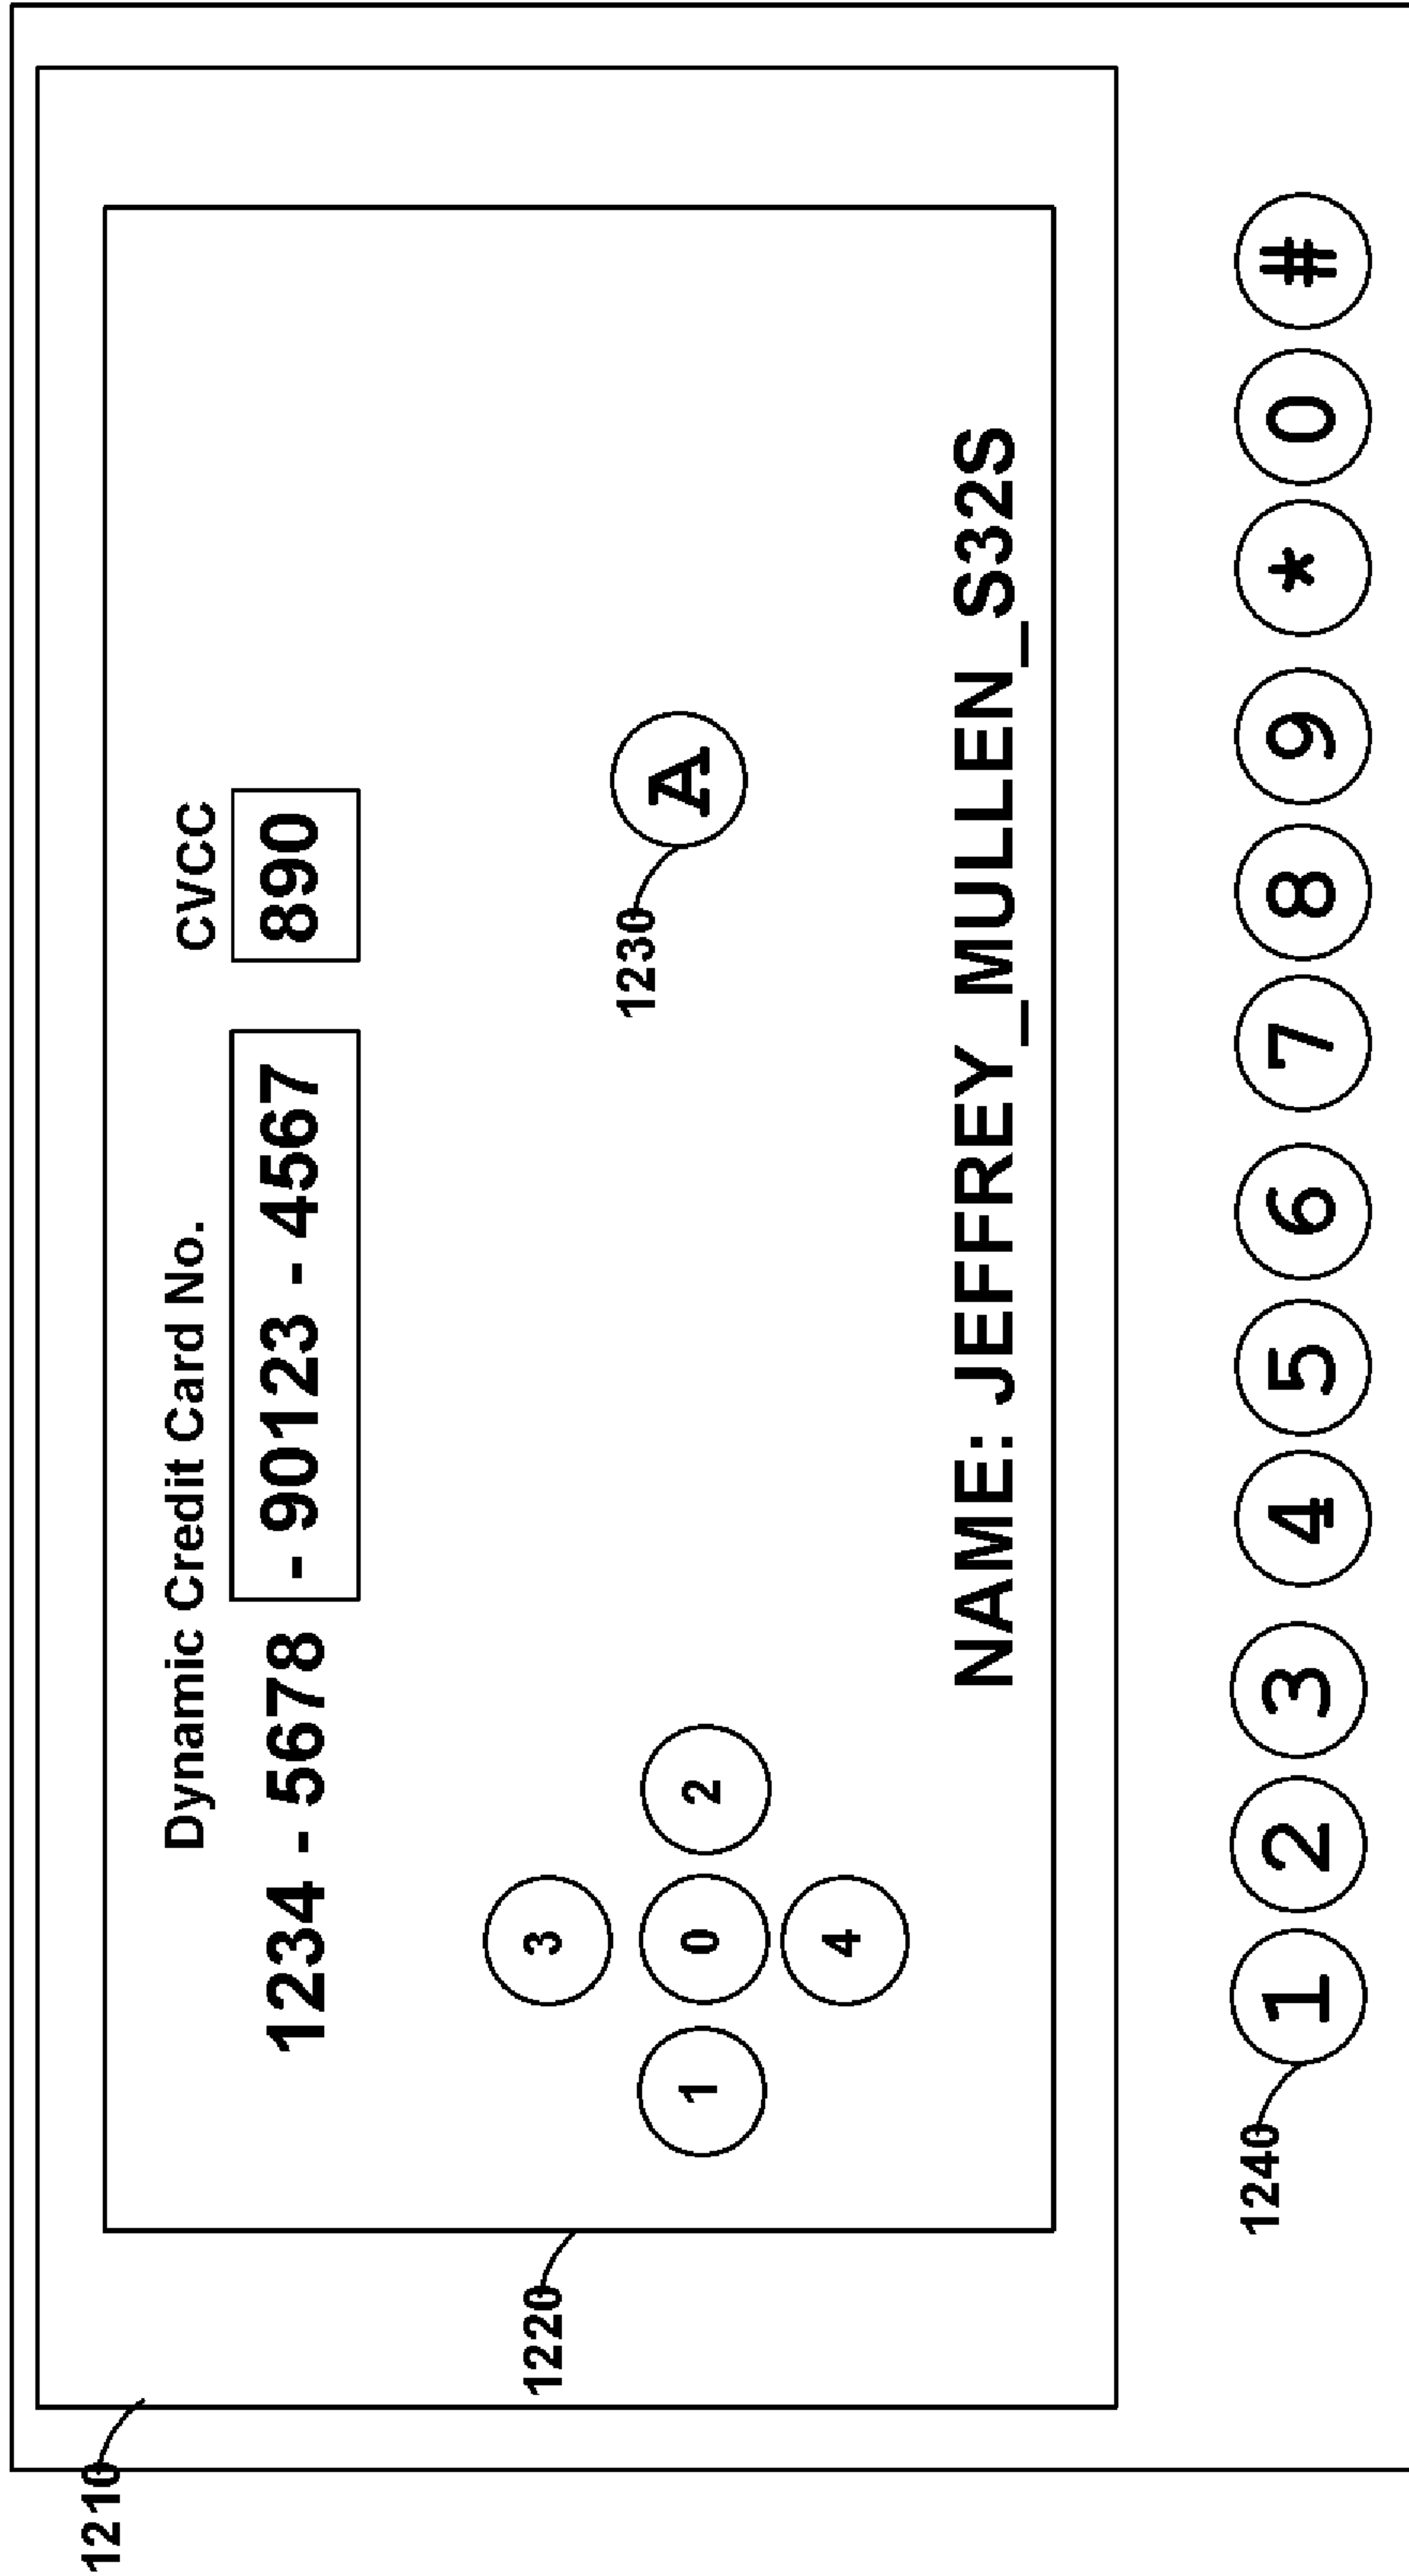 1210
Dynamic Credit Card No.
CVCC
1234 - 5678 - 90123 - 4567
890
3
1 0 2
4
A
1230
1220
NAME: JEFFREY_MULLEN_S32S
1 2 3 4 5 6 7 8 9 * 0 #
1240